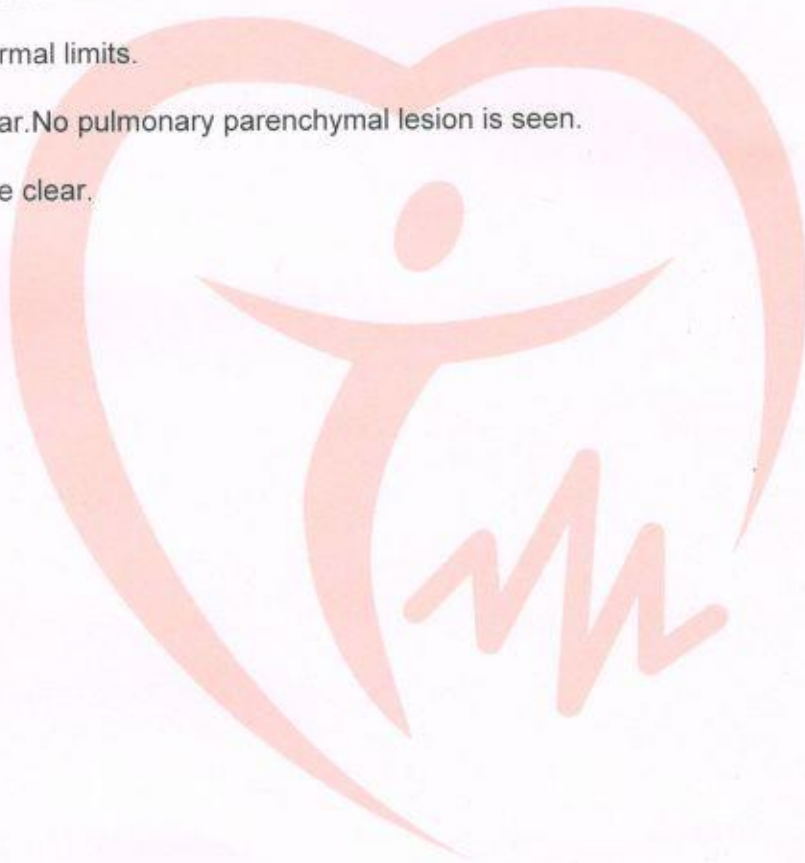 rmal limits.
ar.No pulmonary parenchymal lesion is seen.
e clear.